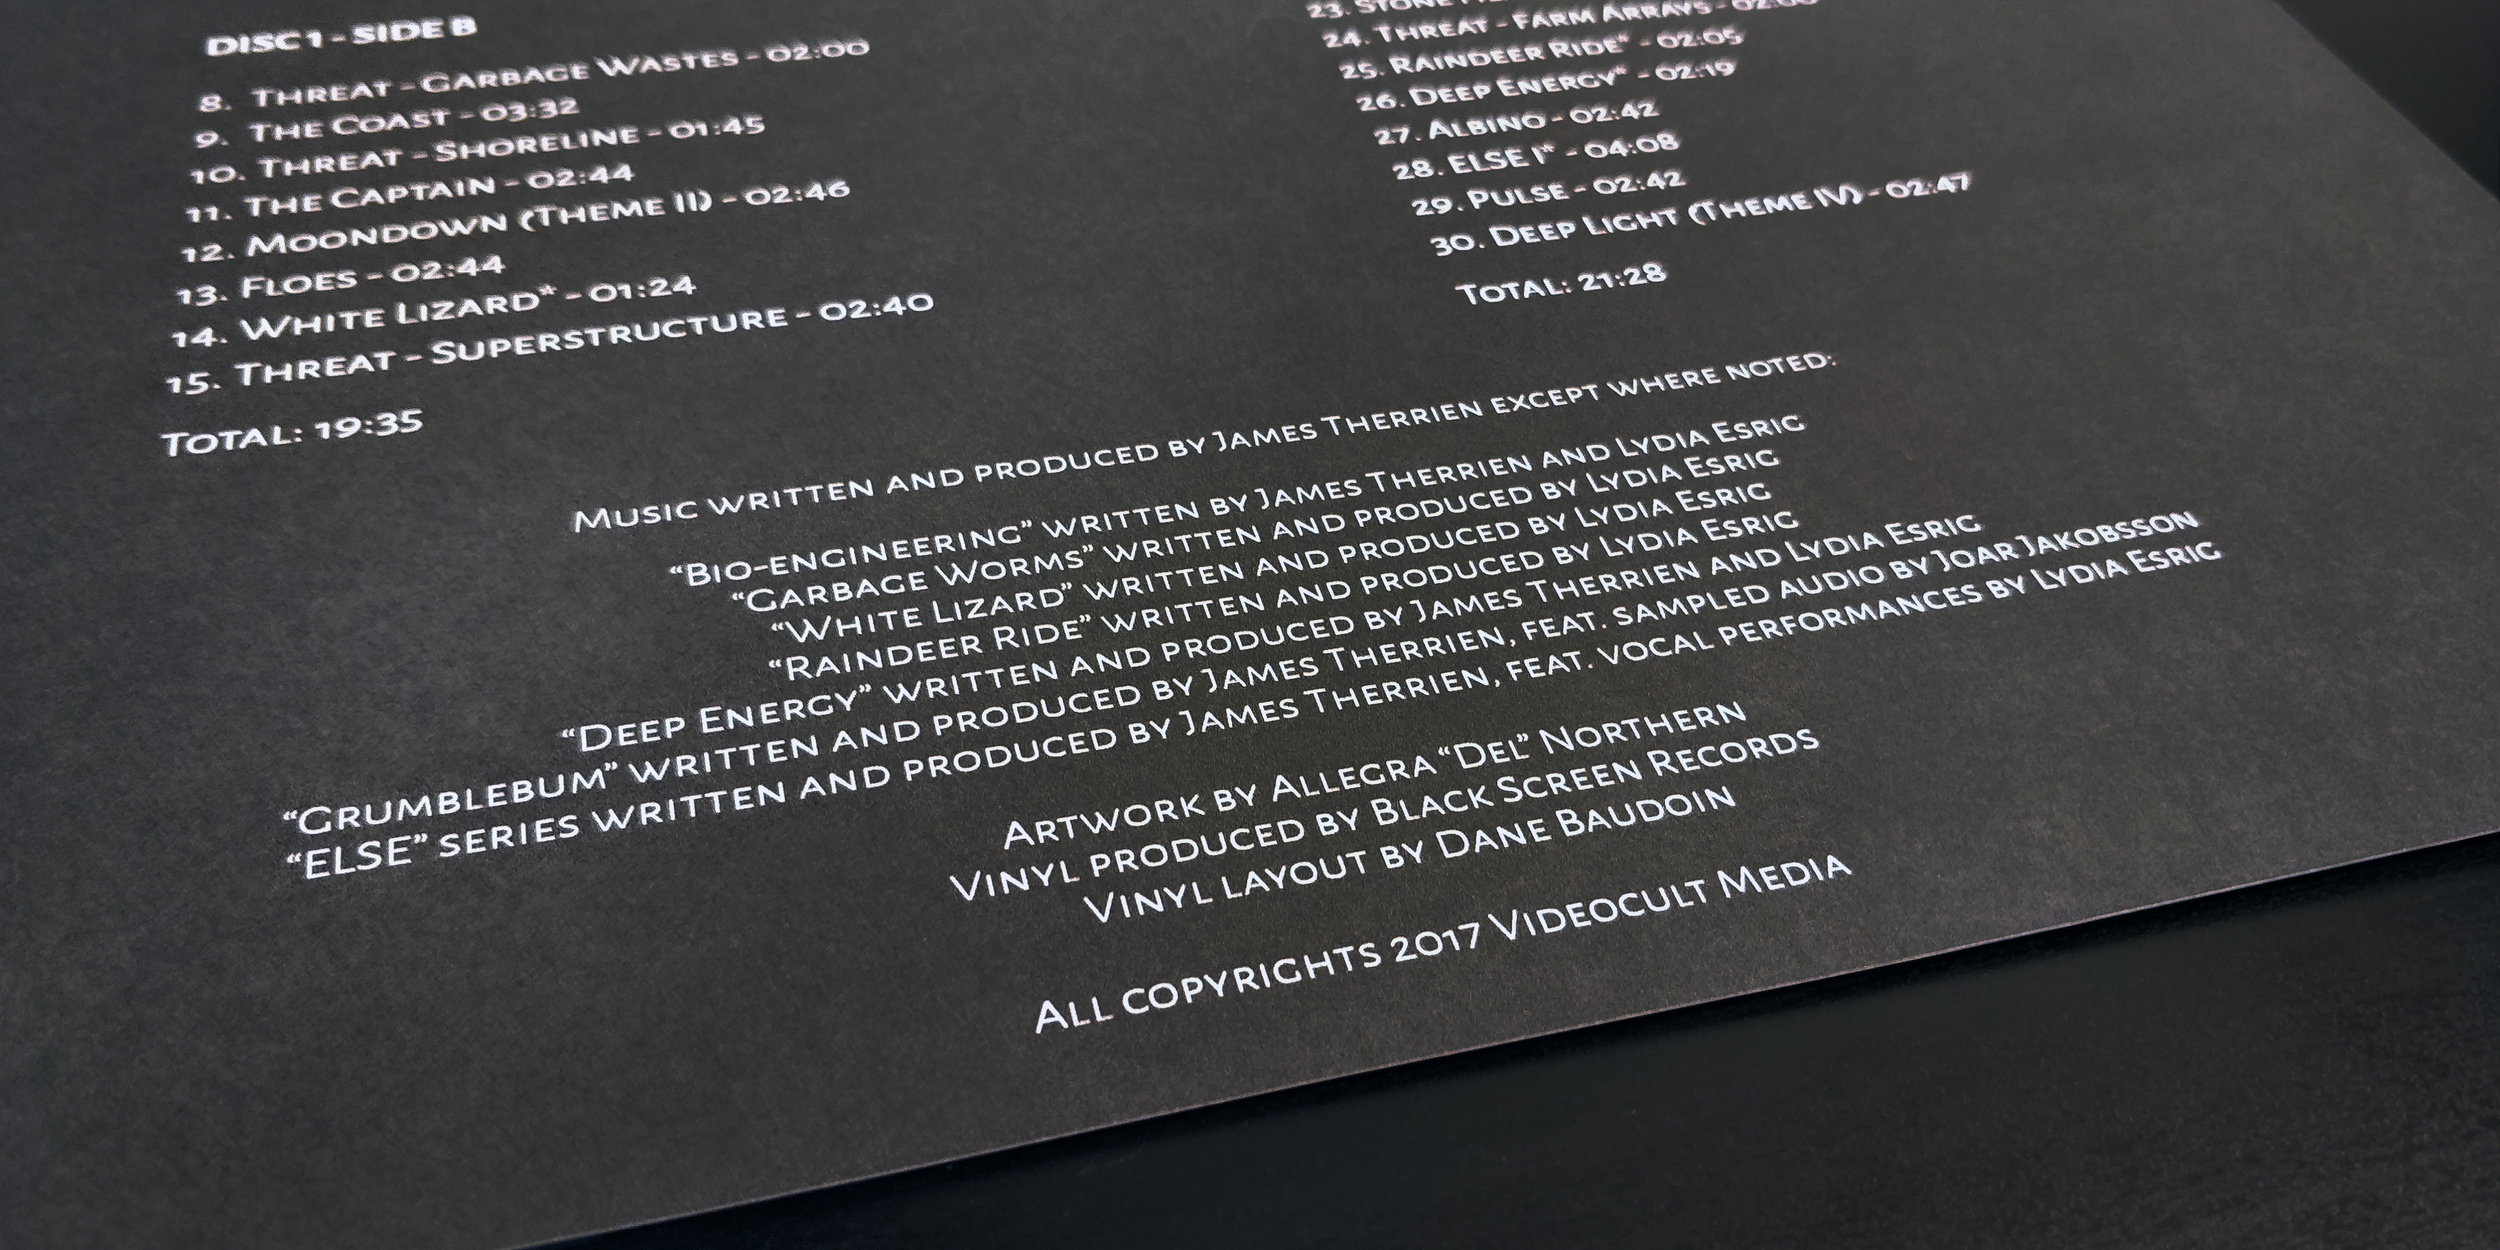 DISC 1 - SIDE B
8. THREAT - GARBAGE WASTES - 02:00
9. THE COAST - 03:32
10. THREAT - SHORELINE - 01:45
11. THE CAPTAIN - 02:44
12. MOONDOWN (THEME II) - 02:46
13. FLOES - 02:44
14. WHITE LIZARD* - 01:24
15. THREAT - SUPERSTRUCTURE - 02:40
TOTAL: 19:35
23. STONE
24. THREAT - FARM ARRAYS - 02:00
25. RAINDEER RIDE* - 02:05
26. DEEP ENERGY* - 02:19
27. ALBINO - 02:42
28. ELSE I* - 04:08
29. PULSE - 02:42
30. DEEP LIGHT (THEME IV) - 02:47
TOTAL: 21:28
MUSIC WRITTEN AND PRODUCED BY JAMES THERRIEN EXCEPT WHERE NOTED:
“BIO-ENGINEERING” WRITTEN BY JAMES THERRIEN AND LYDIA ESRIG
“GARBAGE WORMS” WRITTEN AND PRODUCED BY LYDIA ESRIG
“WHITE LIZARD” WRITTEN AND PRODUCED BY LYDIA ESRIG
“RAINDEER RIDE” WRITTEN AND PRODUCED BY LYDIA ESRIG
“DEEP ENERGY” WRITTEN AND PRODUCED BY JAMES THERRIEN AND LYDIA ESRIG
“GRUMBLEBUM” WRITTEN AND PRODUCED BY JAMES THERRIEN, FEAT. SAMPLED AUDIO BY JOAR JAKOBSSON
“ELSE” SERIES WRITTEN AND PRODUCED BY JAMES THERRIEN, FEAT. VOCAL PERFORMANCES BY LYDIA ESRIG
ARTWORK BY ALLEGRA “DEL” NORTHERN
VINYL PRODUCED BY BLACK SCREEN RECORDS
VINYL LAYOUT BY DANE BAUDOIN
ALL COPYRIGHTS 2017 VIDEOCULT MEDIA